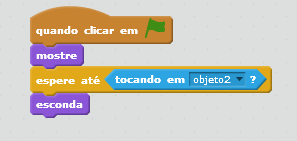 quando clicar em
mostre
espere até tocando em objeto2 ?
esconda